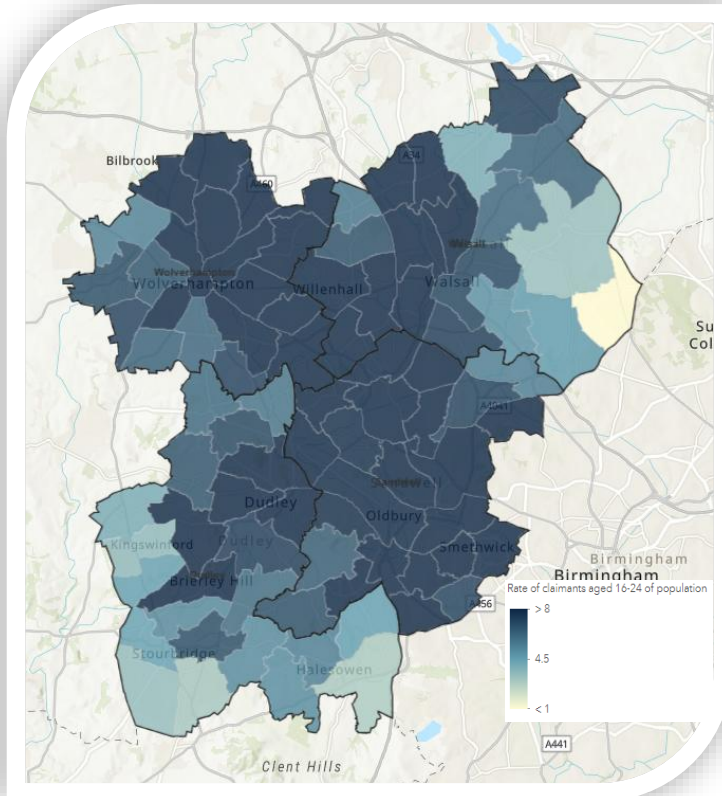 A34
Bilbrook
A460
Walsall
Wolverhampton
Wolverhampton
Willenhall
Walsall
Su
Col
A4041
Dudley
Sandwell
Oldbury
Kingswinford
Dudley
Smethwick
Birmingham
Brierley Hill
Birmingham
Rate of claimants aged 16-24 of population
A456
> 8
4.5
Stourbridge
Halesowen
< 1
A441
Clent Hills